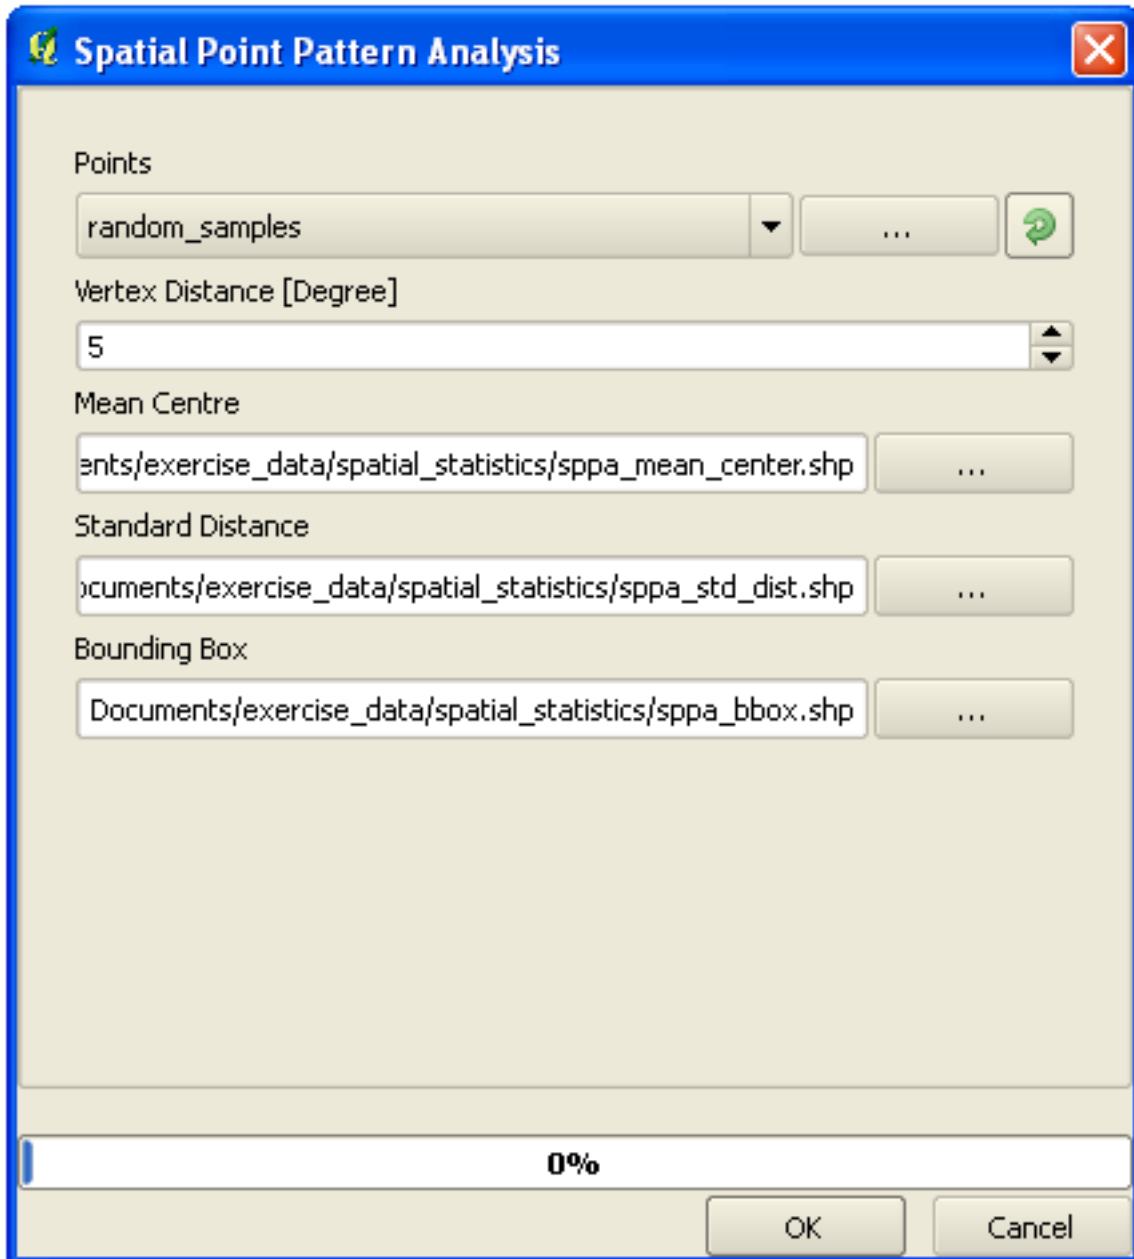 Spatial Point Pattern Analysis
Points
random_samples
...
Vertex Distance [Degree]
5
Mean Centre
ents/exercise_data/spatial_statistics/sppa_mean_center.shp
...
Standard Distance
ocuments/exercise_data/spatial_statistics/sppa_std_dist.shp
...
Bounding Box
Documents/exercise_data/spatial_statistics/sppa_bbox.shp
...
0%
OK
Cancel